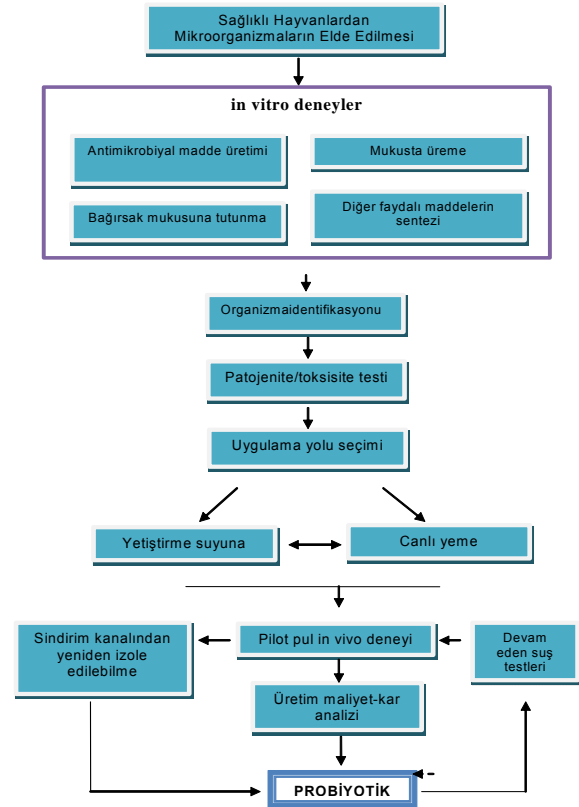 Sağlıklı Hayvanlardan
Mikroorganizmaların Elde Edilmesi
in vitro deneyler
Antimikrobiyal madde üretimi
Mukusta üreme
Bağırsak mukusuna tutunma
Diğer faydalı maddelerin
sentezi
Organizmaidentifikasyonu
Patojenite/toksisite testi
Uygulama yolu seçimi
Yetiştirme suyuna
Canlı yeme
Sindirim kanalından
yeniden izole
edilebilme
Pilot pul in vivo deneyi
Devam
eden suş
testleri
Üretim maliyet-kar
analizi
PROBİYOTİK